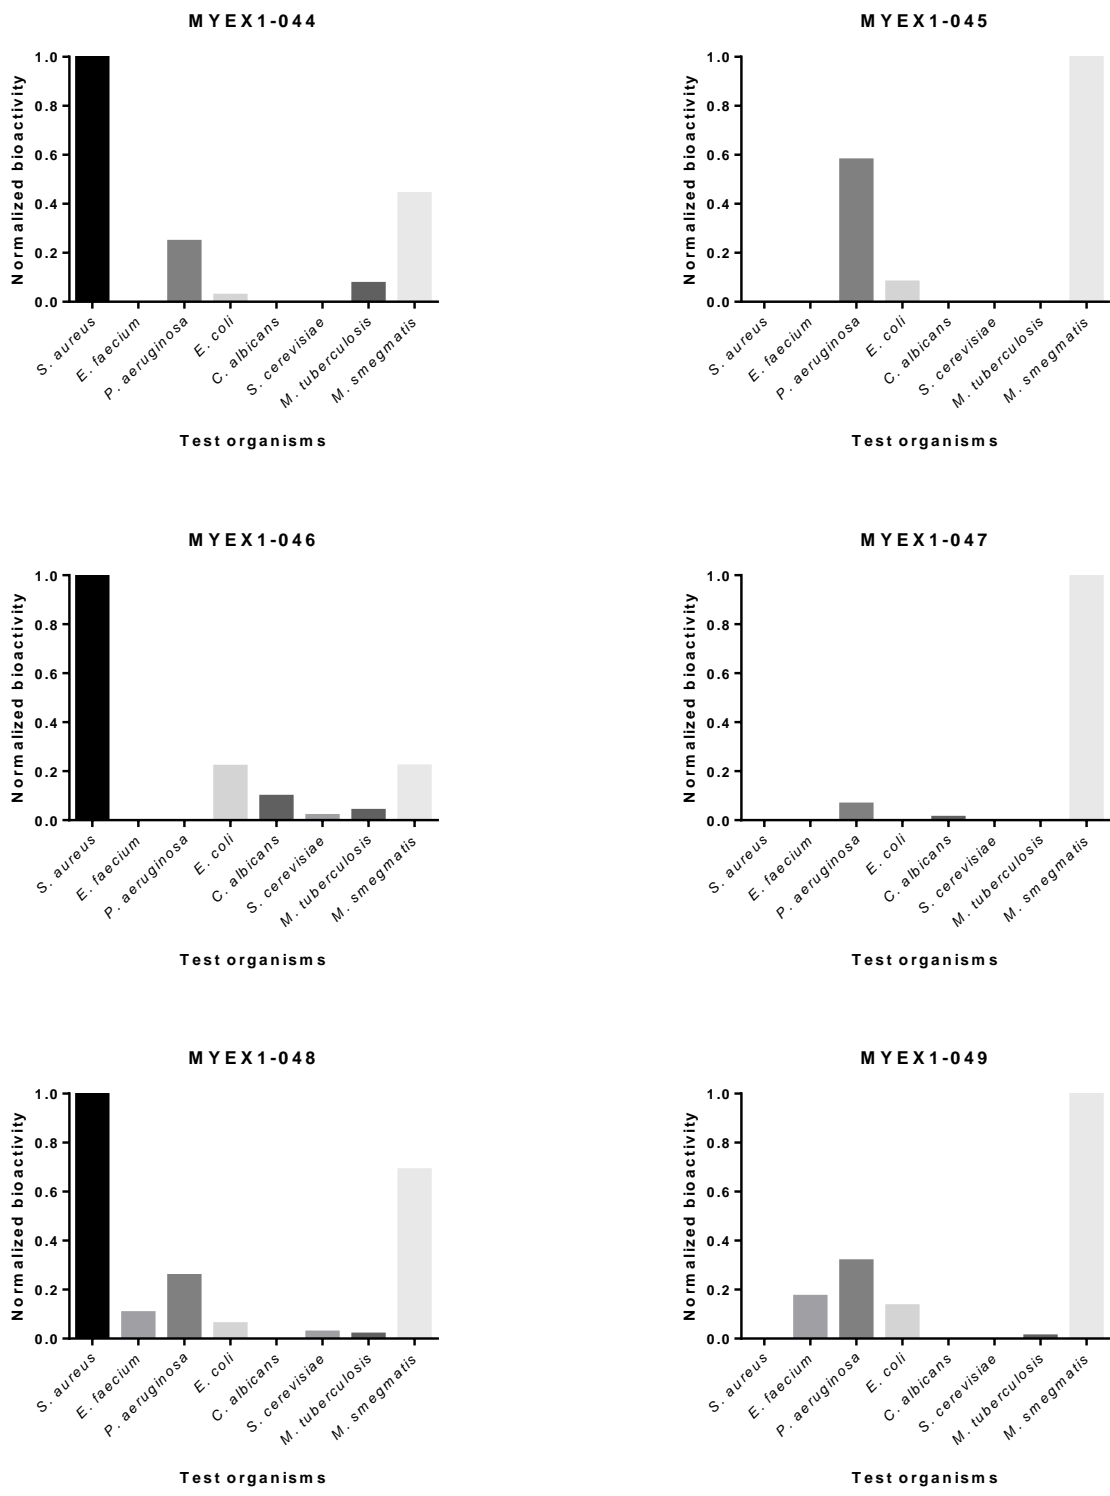 MYEX1-044
Normalized bioactivity
1.0
0.8
0.6
0.4
0.2
0.0
S. aureus
E. faecium
P. aeruginosa
E. coli
C. albicans
S. cerevisiae
M. tuberculosis
M. smegmatis
Test organisms
MYEX1-045
Normalized bioactivity
1.0
0.8
0.6
0.4
0.2
0.0
S. aureus
E. faecium
P. aeruginosa
E. coli
C. albicans
S. cerevisiae
M. tuberculosis
M. smegmatis
Test organisms
MYEX1-046
Normalized bioactivity
1.0
0.8
0.6
0.4
0.2
0.0
S. aureus
E. faecium
P. aeruginosa
E. coli
C. albicans
S. cerevisiae
M. tuberculosis
M. smegmatis
Test organisms
MYEX1-047
Normalized bioactivity
1.0
0.8
0.6
0.4
0.2
0.0
S. aureus
E. faecium
P. aeruginosa
E. coli
C. albicans
S. cerevisiae
M. tuberculosis
M. smegmatis
Test organisms
MYEX1-048
Normalized bioactivity
1.0
0.8
0.6
0.4
0.2
0.0
S. aureus
E. faecium
P. aeruginosa
E. coli
C. albicans
S. cerevisiae
M. tuberculosis
M. smegmatis
Test organisms
MYEX1-049
Normalized bioactivity
1.0
0.8
0.6
0.4
0.2
0.0
S. aureus
E. faecium
P. aeruginosa
E. coli
C. albicans
S. cerevisiae
M. tuberculosis
M. smegmatis
Test organisms